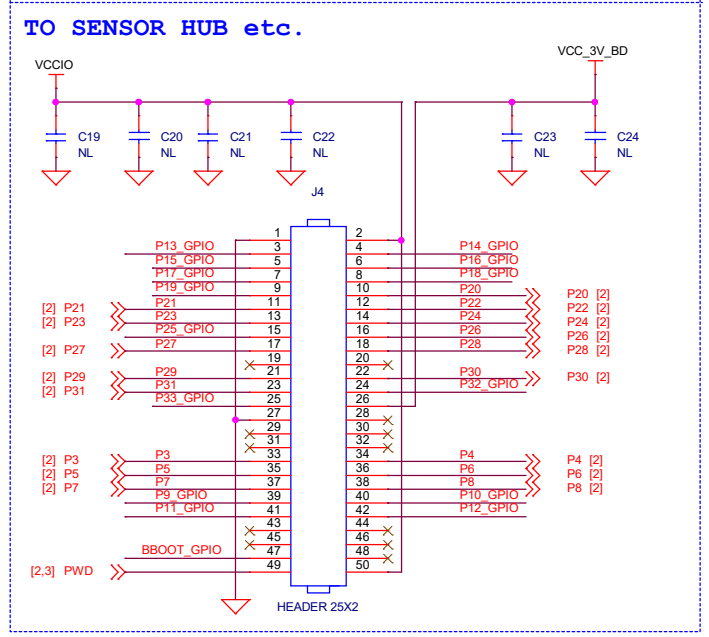 TO SENSOR HUB etc.
VCCIO
VCC_3V_BD
C19 C20 C21 C22 C23 C24
NL NL NL NL NL NL
J4
1 2
P13_GPIO 3 4 P14_GPIO
P15_GPIO 5 6 P16_GPIO
P17_GPIO 7 8 P18_GPIO
P19_GPIO 9 10 P20 P20 [2]
[2] P21 P21 11 12 P22 P22 [2]
[2] P23 P23 13 14 P24 P24 [2]
P25_GPIO 15 16 P26 P26 [2]
[2] P27 P27 17 18 P28 P28 [2]
19 20
[2] P29 P29 21 22 P30 P30 [2]
[2] P31 P31 23 24 P32_GPIO
P33_GPIO 25 26
27 28
29 30
31 32
[2] P3 P3 33 34 P4 P4 [2]
[2] P5 P5 35 36 P6 P6 [2]
[2] P7 P7 37 38 P8 P8 [2]
P9_GPIO 39 40 P10_GPIO
P11_GPIO 41 42 P12_GPIO
43 44
45 46
BBOOT_GPIO 47 48
[2,3] PWD 49 50
HEADER 25X2